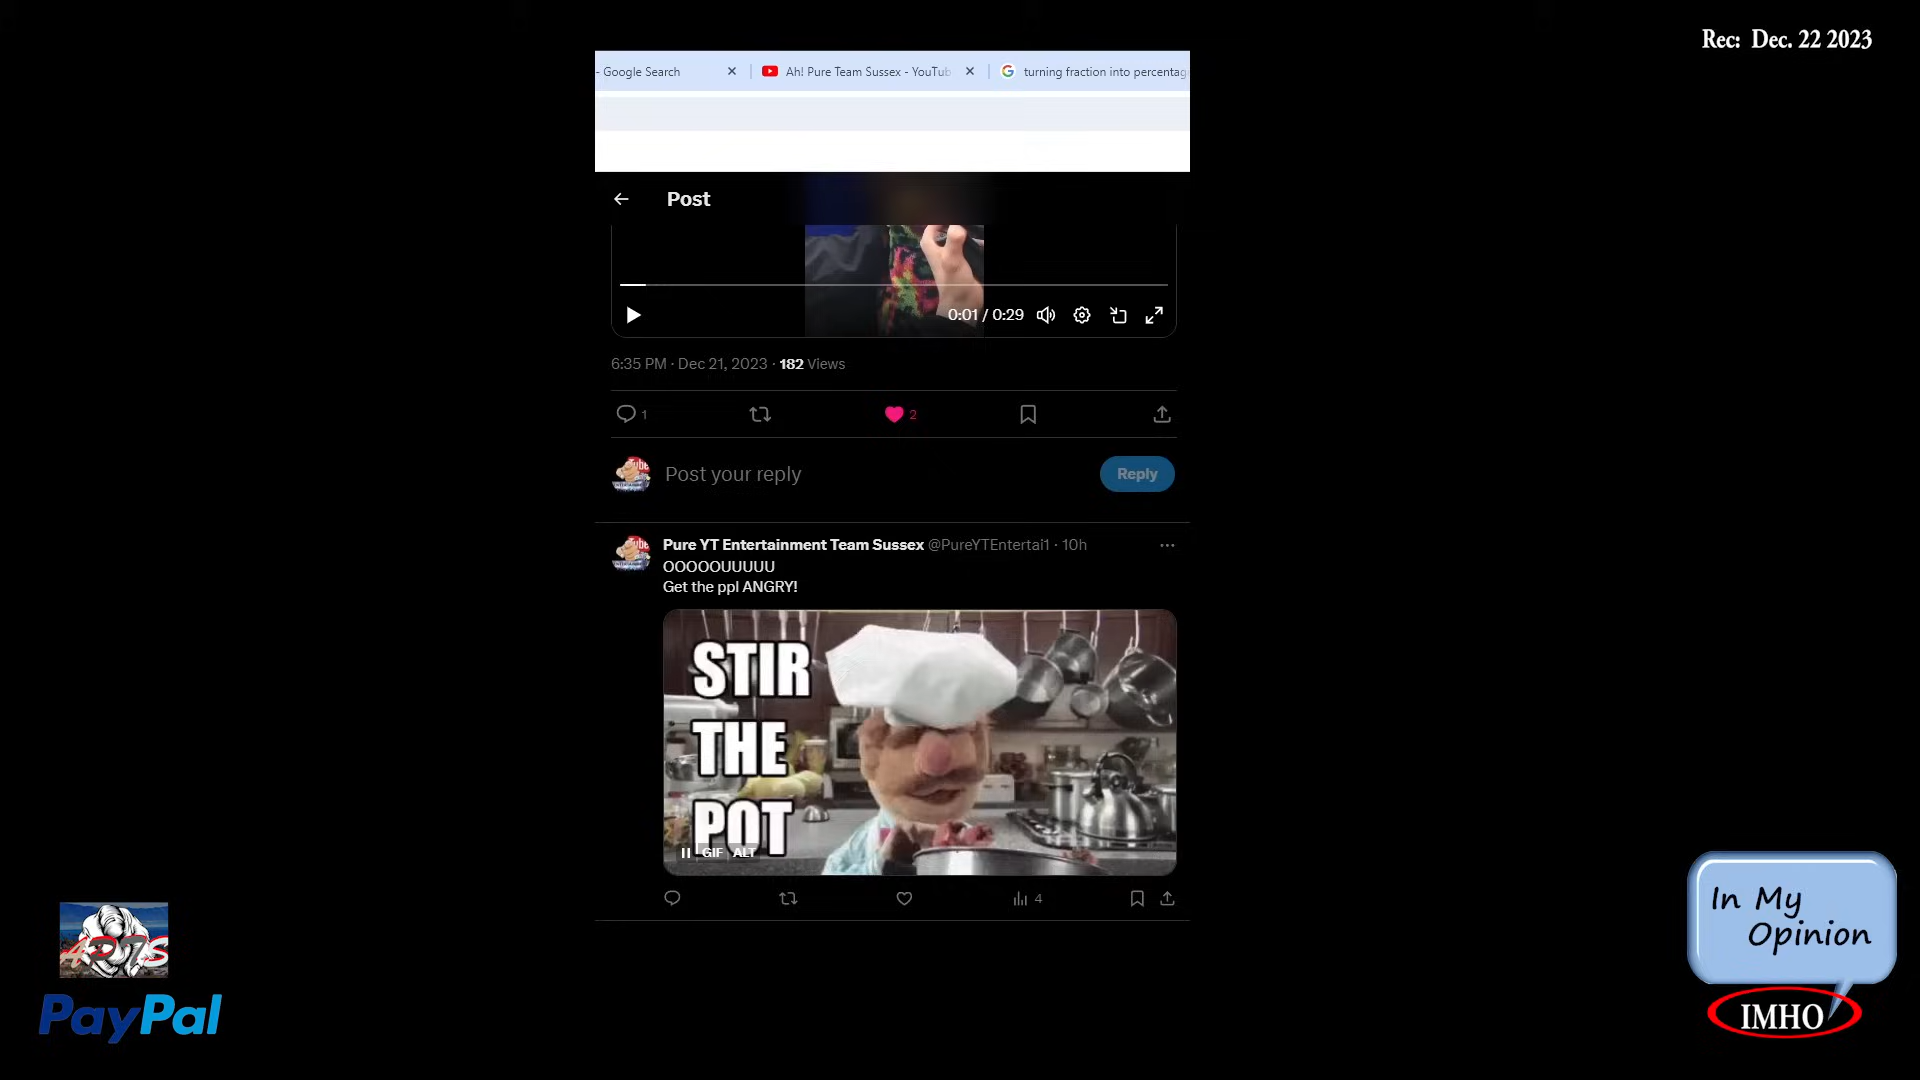 Rec: Dec. 22 2023
- Google Search
Ah! Pure Team Sussex - YouTub
turning fraction into percentag
Post
0:01 / 0:29
6:35 PM · Dec 21, 2023 · 182 Views
1
2
Post your reply
Reply
Pure YT Entertainment Team Sussex @PureYTEntertai1 · 10h
OOOOOUUUUU
Get the ppl ANGRY!
STIR
THE
POT
GIF ALT
4
PayPal
In My
Opinion
IMHO